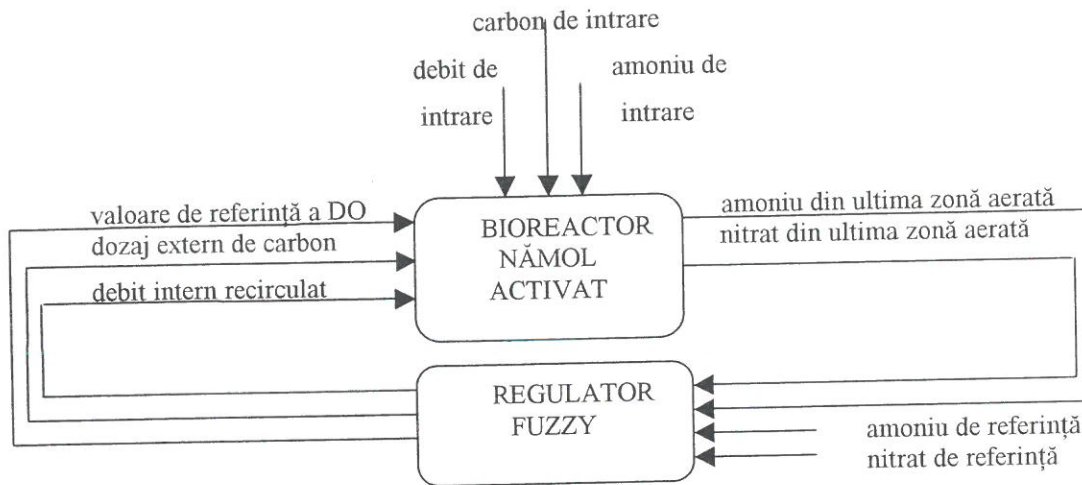 carbon de intrare
debit de
intrare
amoniu de
intrare
valoare de referință a DO
dozaj extern de carbon
debit intern recirculat
BIOREACTOR
NĂMOL
ACTIVAT
amoniu din ultima zonă aerată
nitrat din ultima zonă aerată
REGULATOR
FUZZY
amoniu de referință
nitrat de referință